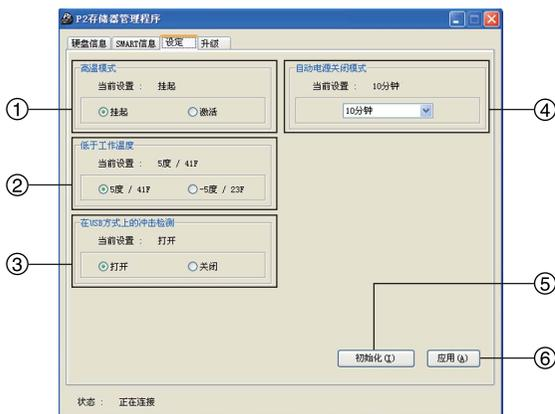 P2存储器管理程序
硬盘信息 SMART信息 设定 升级
高温模式
当前设置： 挂起
挂起 激活
自动电源关闭模式
当前设置： 10分钟
10分钟
低于工作温度
当前设置： 5度 / 41F
5度 / 41F -5度 / 23F
在USB方式上的冲击检测
当前设置： 打开
打开 关闭
初始化(I) 应用(A)
状态： 正在连接
①
②
③
④
⑤
⑥